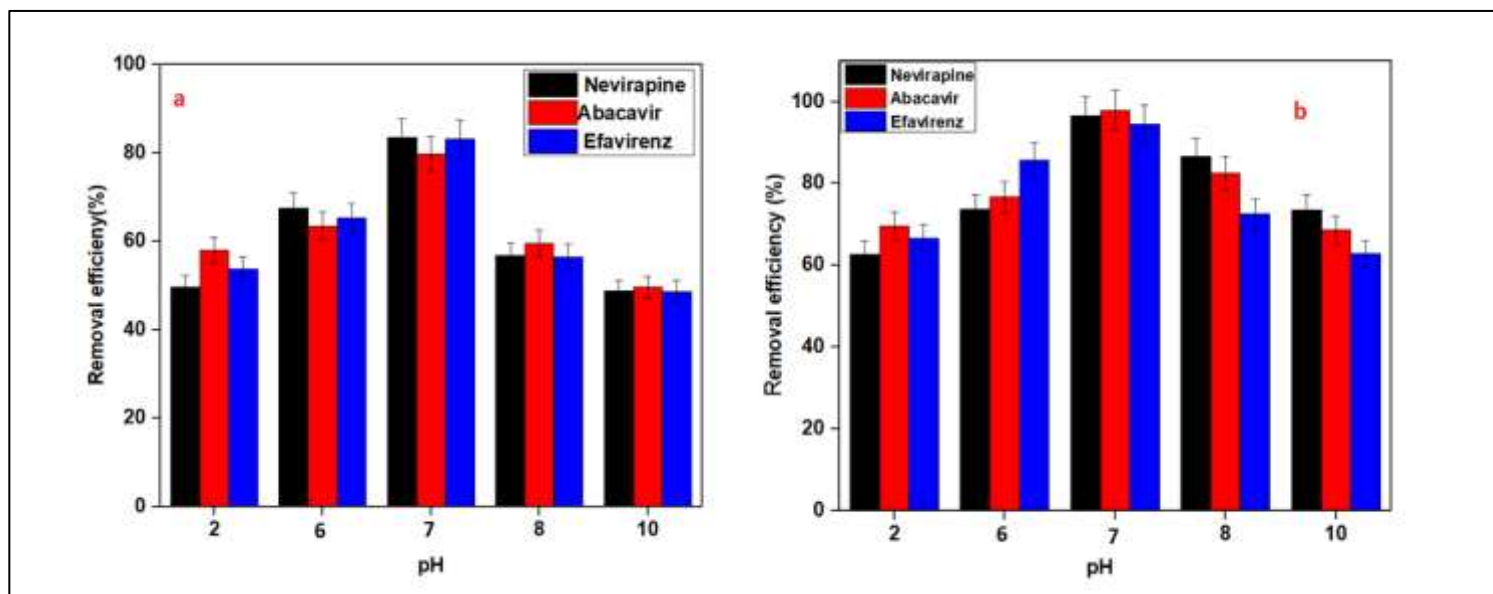 a
Nevirapine
Abacavir
Efavirenz
Removal efficieny(%)
100
80
60
40
20
0
2 6 7 8 10
pH
b
Nevirapine
Abacavir
Efavirenz
Removal efficiency (%)
100
80
60
40
20
0
2 6 7 8 10
pH